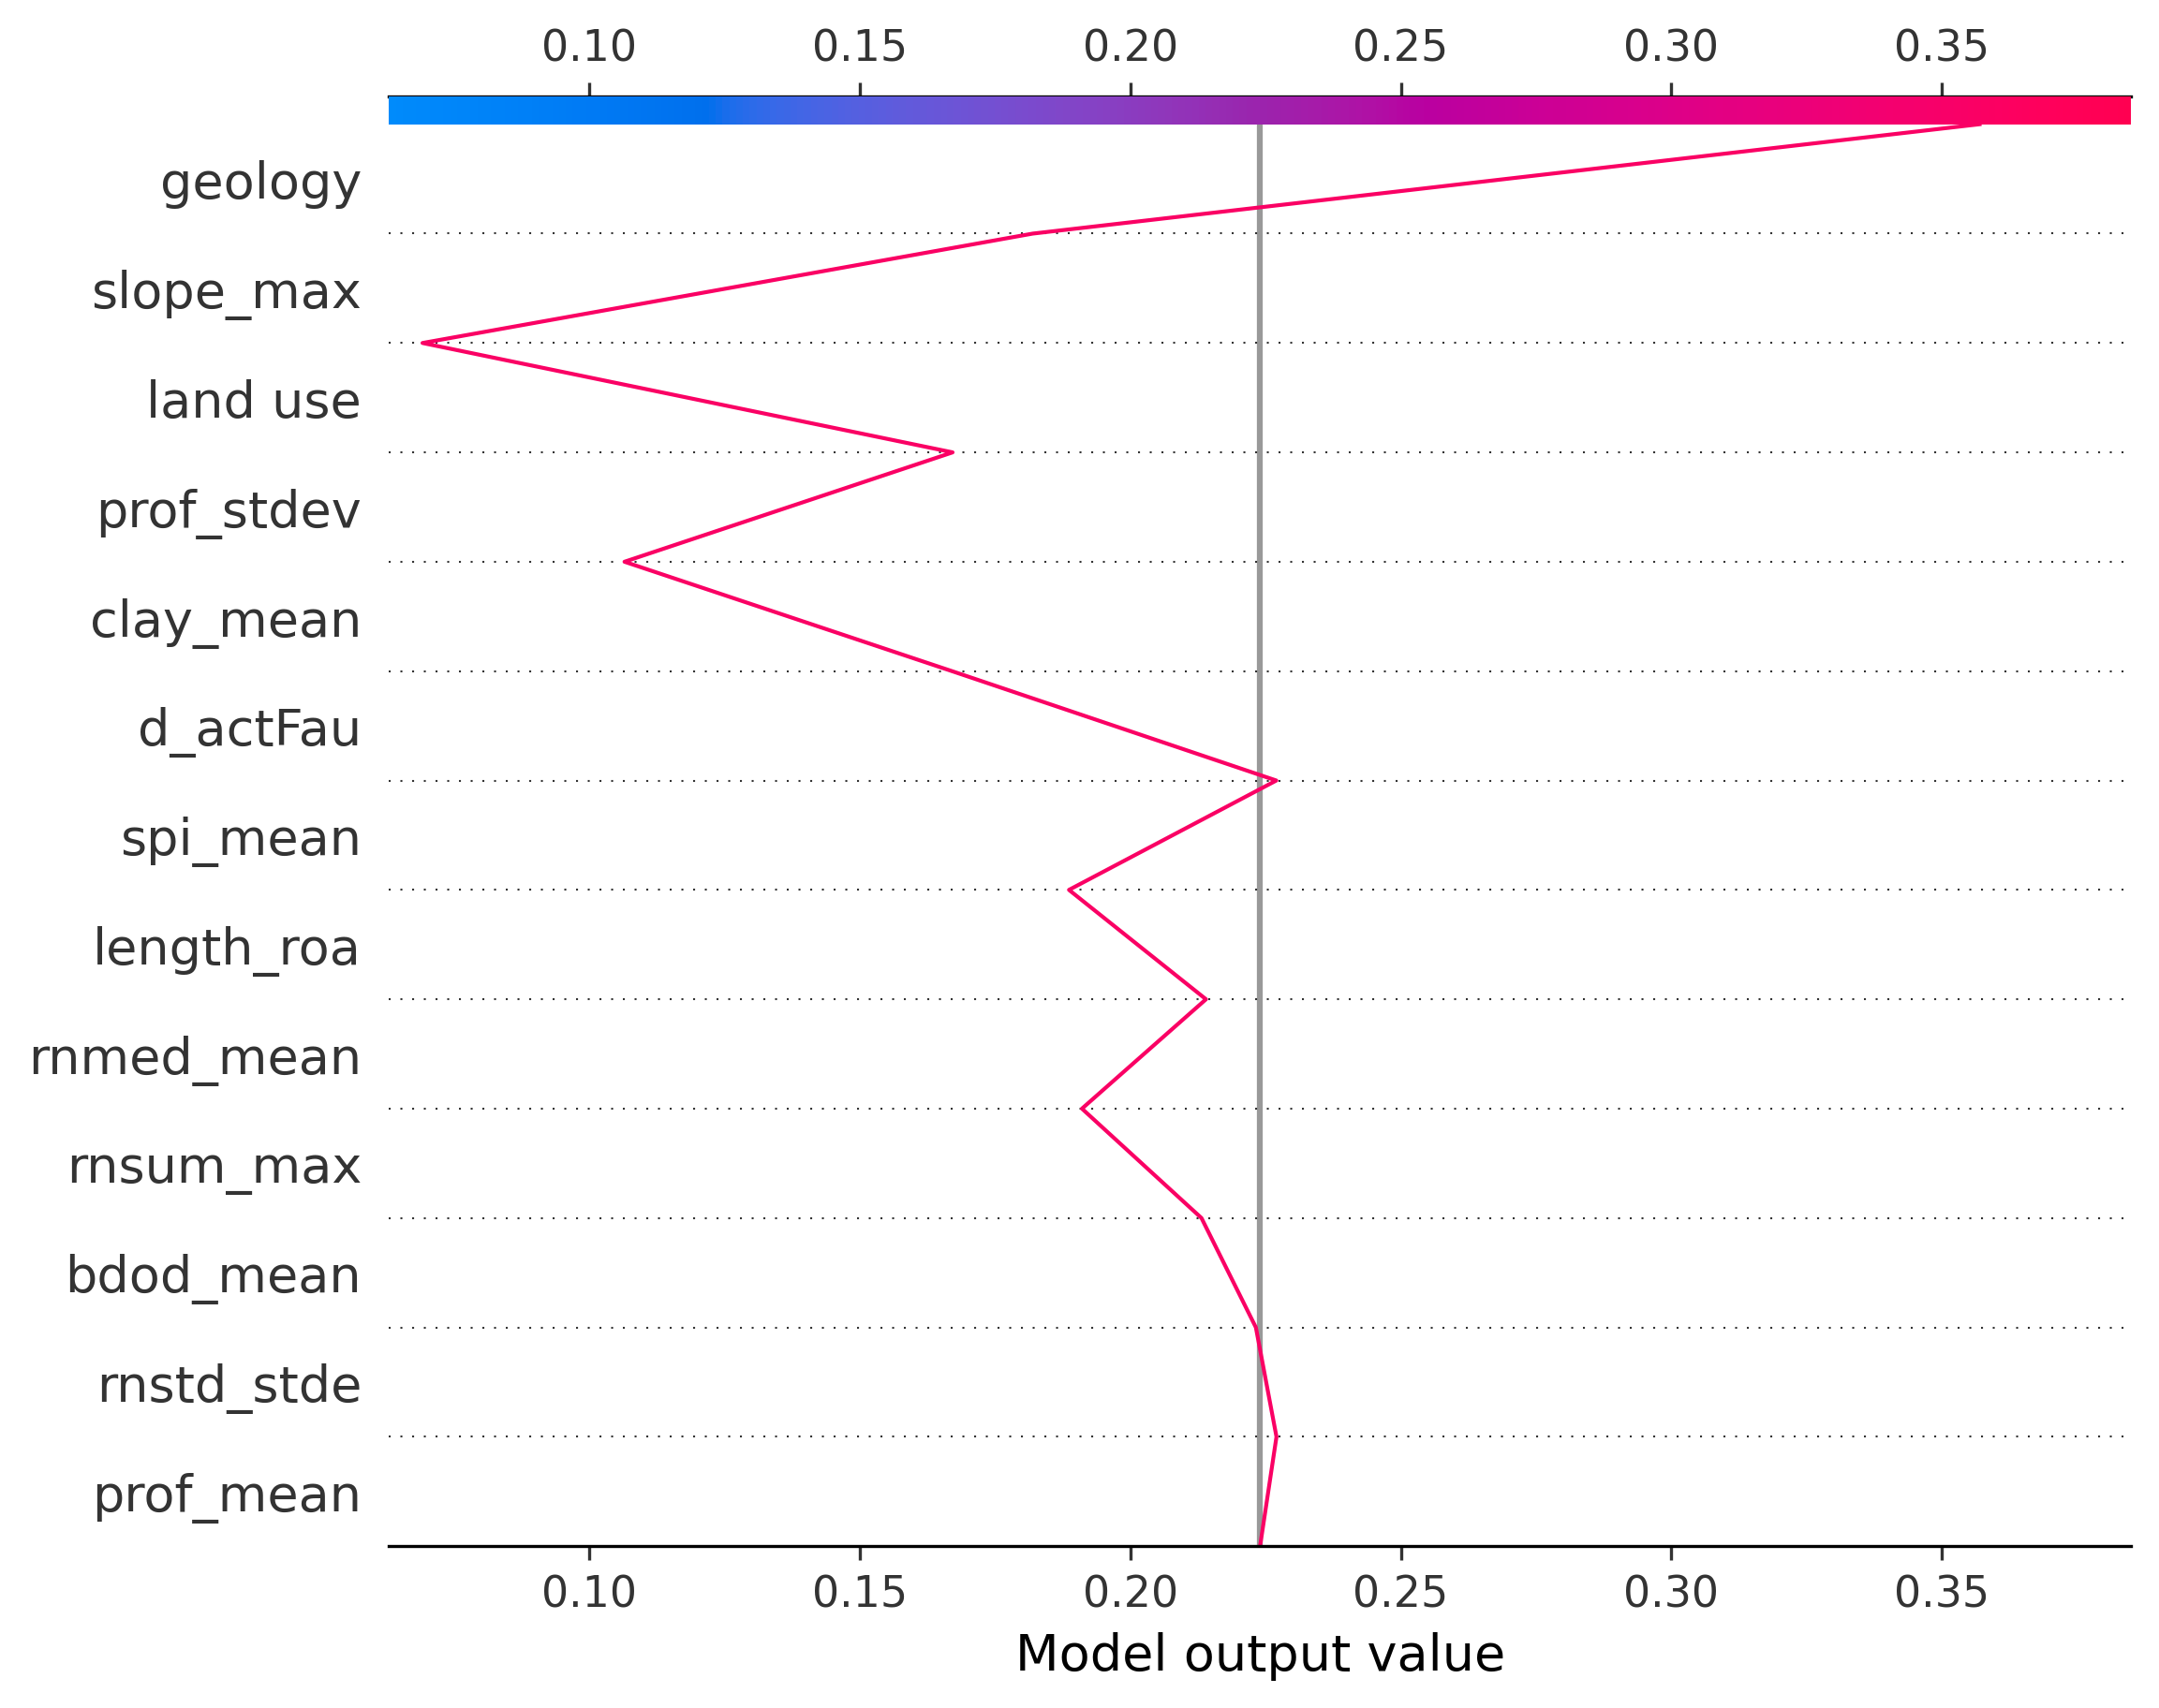 0.10 0.15 0.20 0.25 0.30 0.35
geology
slope_max
land use
prof_stdev
clay_mean
d_actFau
spi_mean
length_roa
rnmed_mean
rnsum_max
bdod_mean
rnstd_stde
prof_mean
0.10 0.15 0.20 0.25 0.30 0.35
Model output value